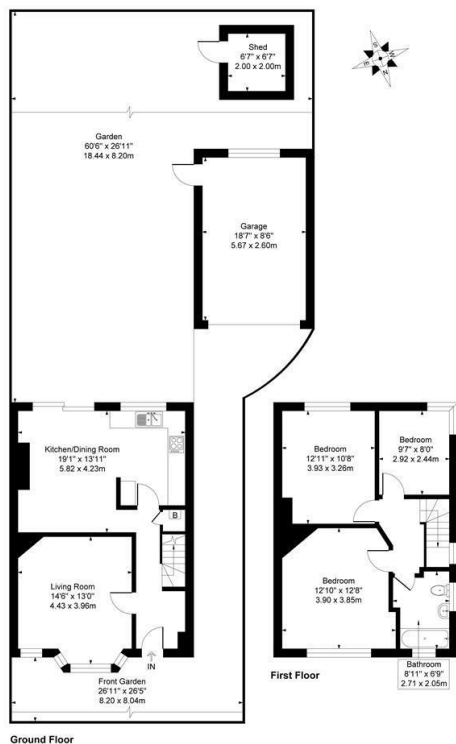 Shed
6'7" x 6'7"
2.00 x 2.00m
S
W
E
N
Garden
60'6" x 26'11"
18.44 x 8.20m
Garage
18'7" x 8'6"
5.67 x 2.60m
Kitchen/Dining Room
19'1" x 13'11"
5.82 x 4.23m
B
Living Room
14'6" x 13'0"
4.43 x 3.96m
IN
Front Garden
26'11" x 26'5"
8.20 x 8.04m
Ground Floor
Bedroom
12'11" x 10'8"
3.93 x 3.26m
Bedroom
9'7" x 8'0"
2.92 x 2.44m
Bedroom
12'10" x 12'8"
3.90 x 3.85m
Bathroom
8'11" x 6'9"
2.71 x 2.05m
First Floor